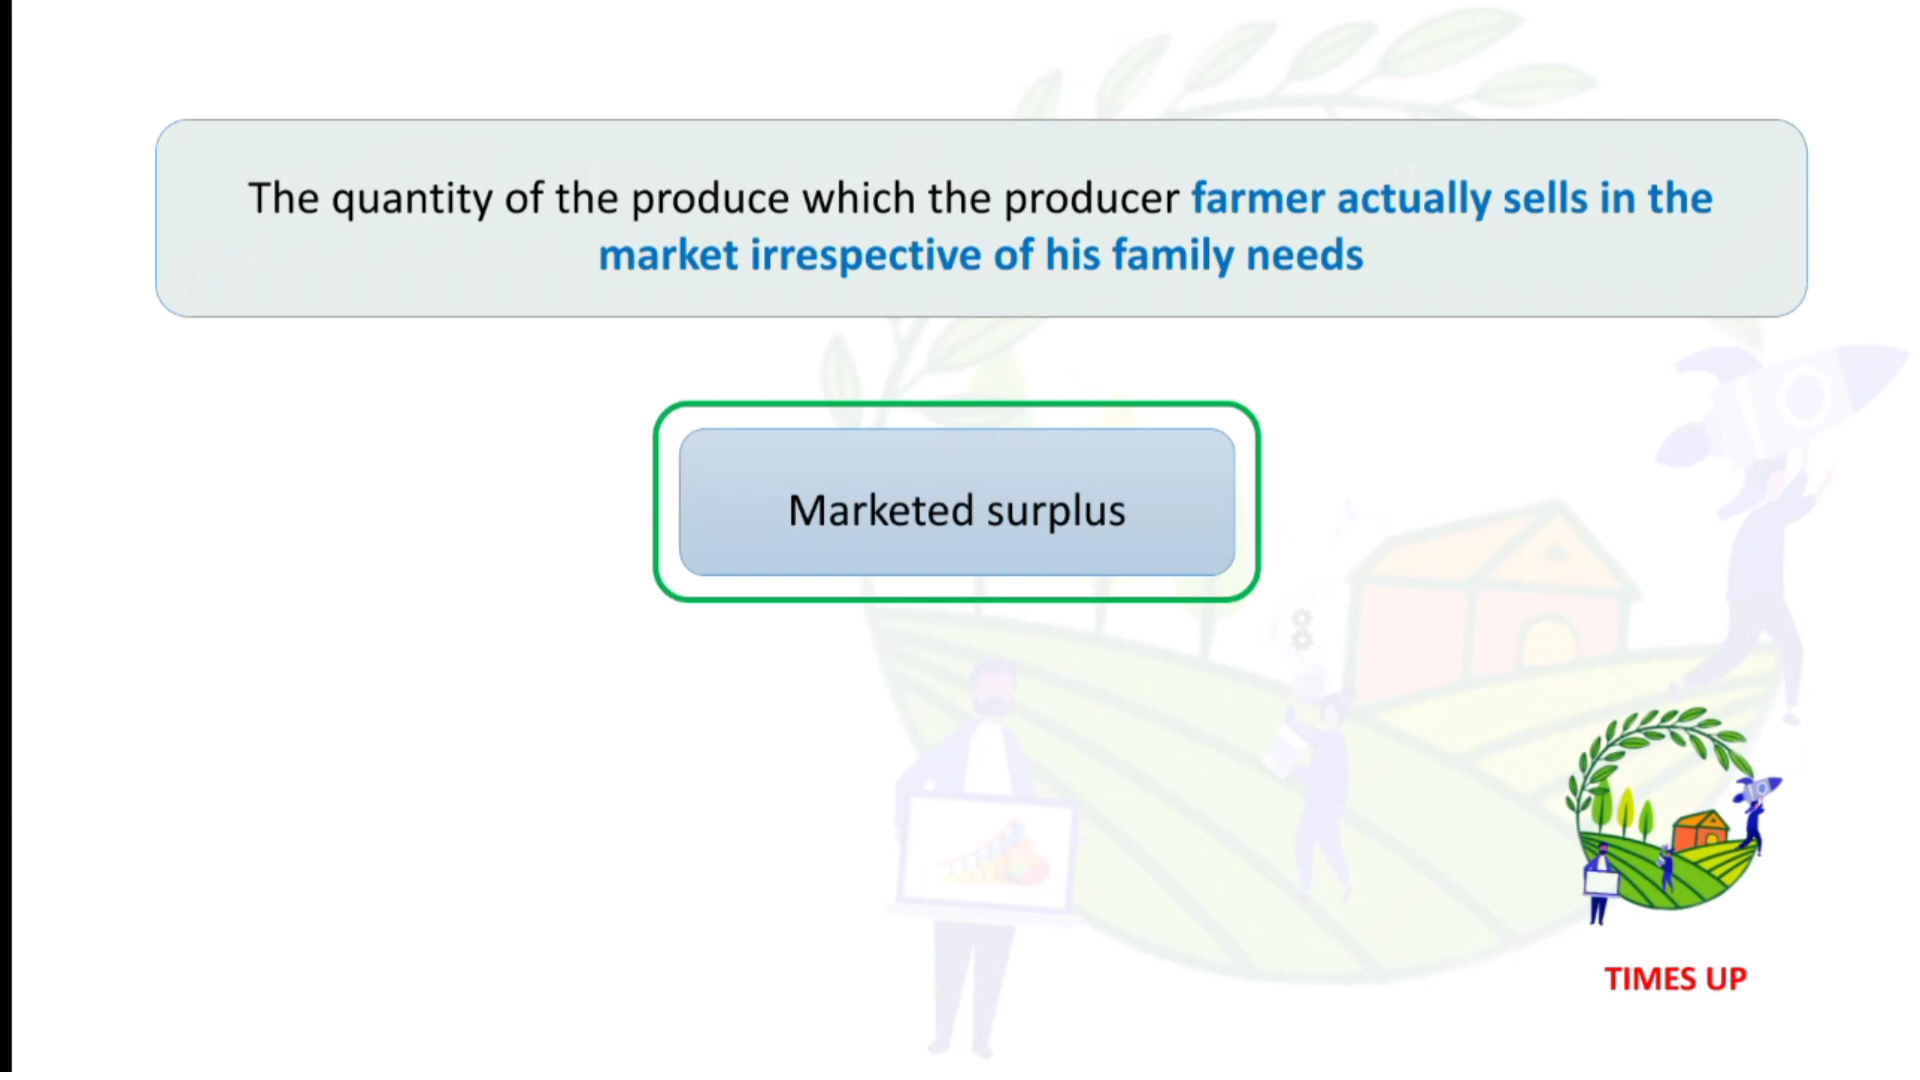 The quantity of the produce which the producer farmer actually sells in the
market irrespective of his family needs
Marketed surplus
TIMES UP